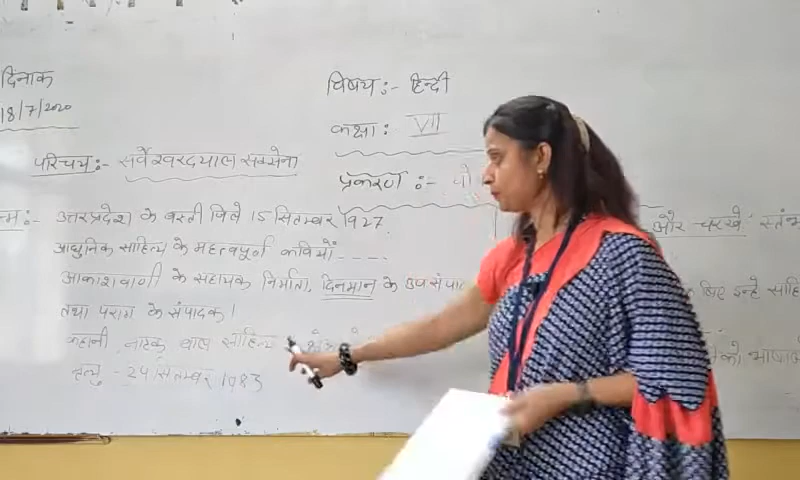 दिनाक
18/7/2020
विषय :- हिन्दी
कक्षा : VII
परिचय :- सर्वेश्वरदयाल सक्सेना
प्रकरण :-
उत्तरप्रदेश के बस्ती जिले 15 सितम्बर 1927.
और चरखे'
आधुनिक साहित्य के महत्वपूर्ण कवियों ----
आकाशवाणी के सहायक निर्माता, दिनमान के उपसंपा
लिए इन्हे साहि
तथा पराग के संपादक।
कहानी नाटक बाल साहित्य
मृत्यु - 24 सितम्बर 1983